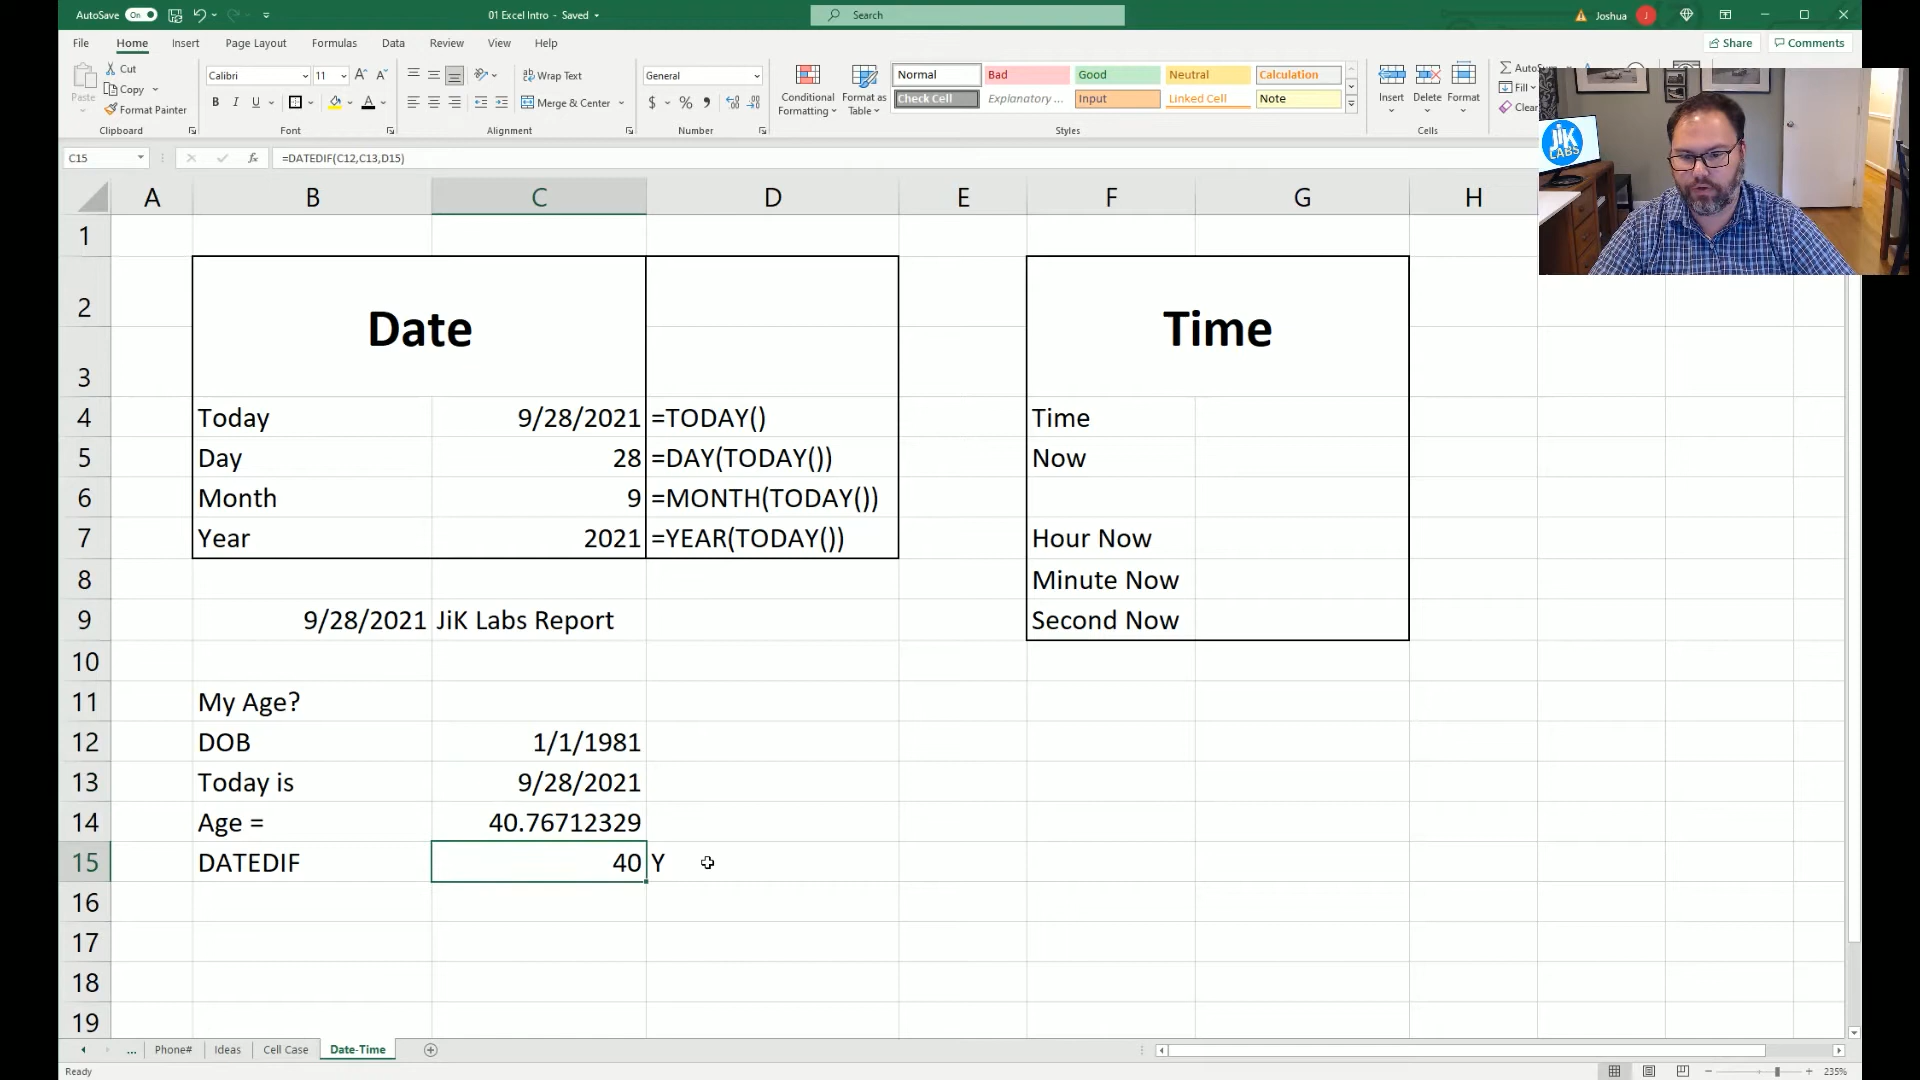 AutoSave On 01 Excel Intro - Saved Search Joshua J
File Home Insert Page Layout Formulas Data Review View Help Share Comments
Paste Cut Copy Format Painter Clipboard
Calibri 11 B I U Font
Wrap Text Merge & Center Alignment
General $ % Number
Conditional Formatting Format as Table
Normal Bad Good Neutral Calculation
Check Cell Explanatory ... Input Linked Cell Note
Styles
Insert Delete Format Cells
Fill
JiK LABS
C15 fx =DATEDIF(C12,C13,D15)
A B C D E F G H
1
2
3 Date Time
4 Today 9/28/2021 =TODAY() Time
5 Day 28 =DAY(TODAY()) Now
6 Month 9 =MONTH(TODAY())
7 Year 2021 =YEAR(TODAY()) Hour Now
8 Minute Now
9 9/28/2021 JiK Labs Report Second Now
10
11 My Age?
12 DOB 1/1/1981
13 Today is 9/28/2021
14 Age = 40.76712329
15 DATEDIF 40 Y
16
17
18
19
... Phone# Ideas Cell Case Date-Time
Ready 235%